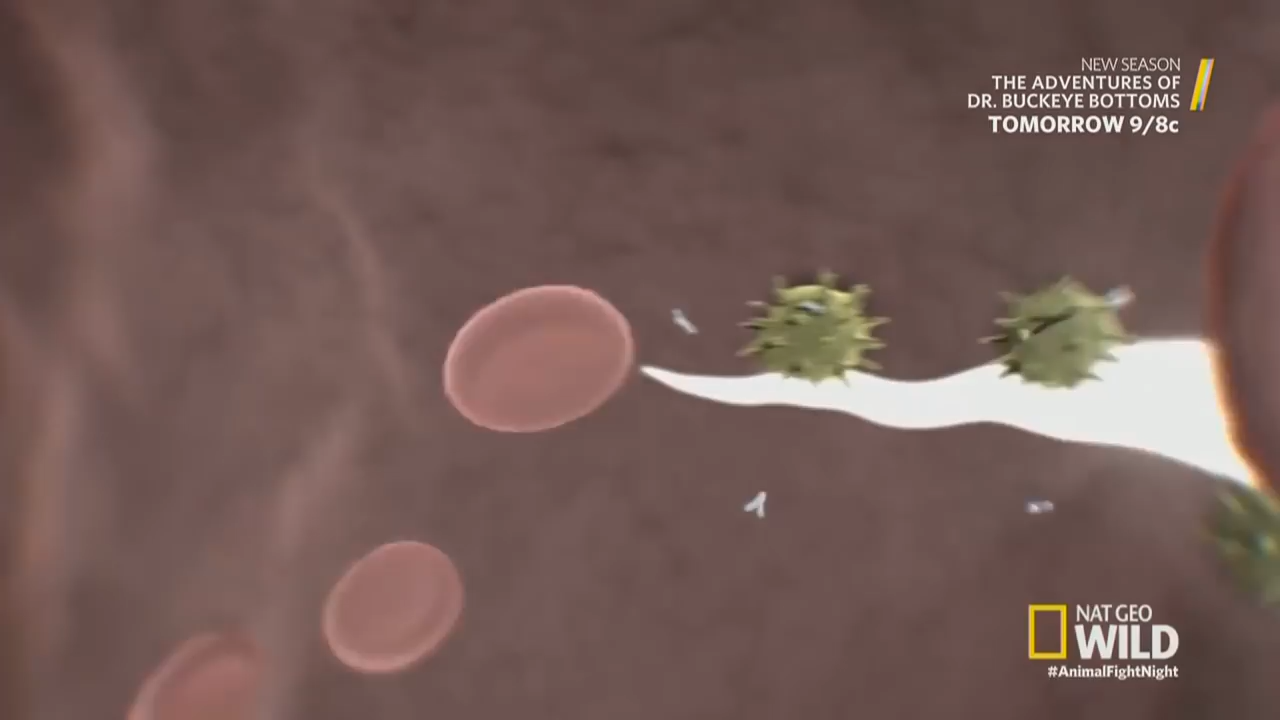 NEW SEASON
THE ADVENTURES OF
DR. BUCKEYE BOTTOMS
TOMORROW 9/8c
NAT GEO
WILD
#AnimalFightNight